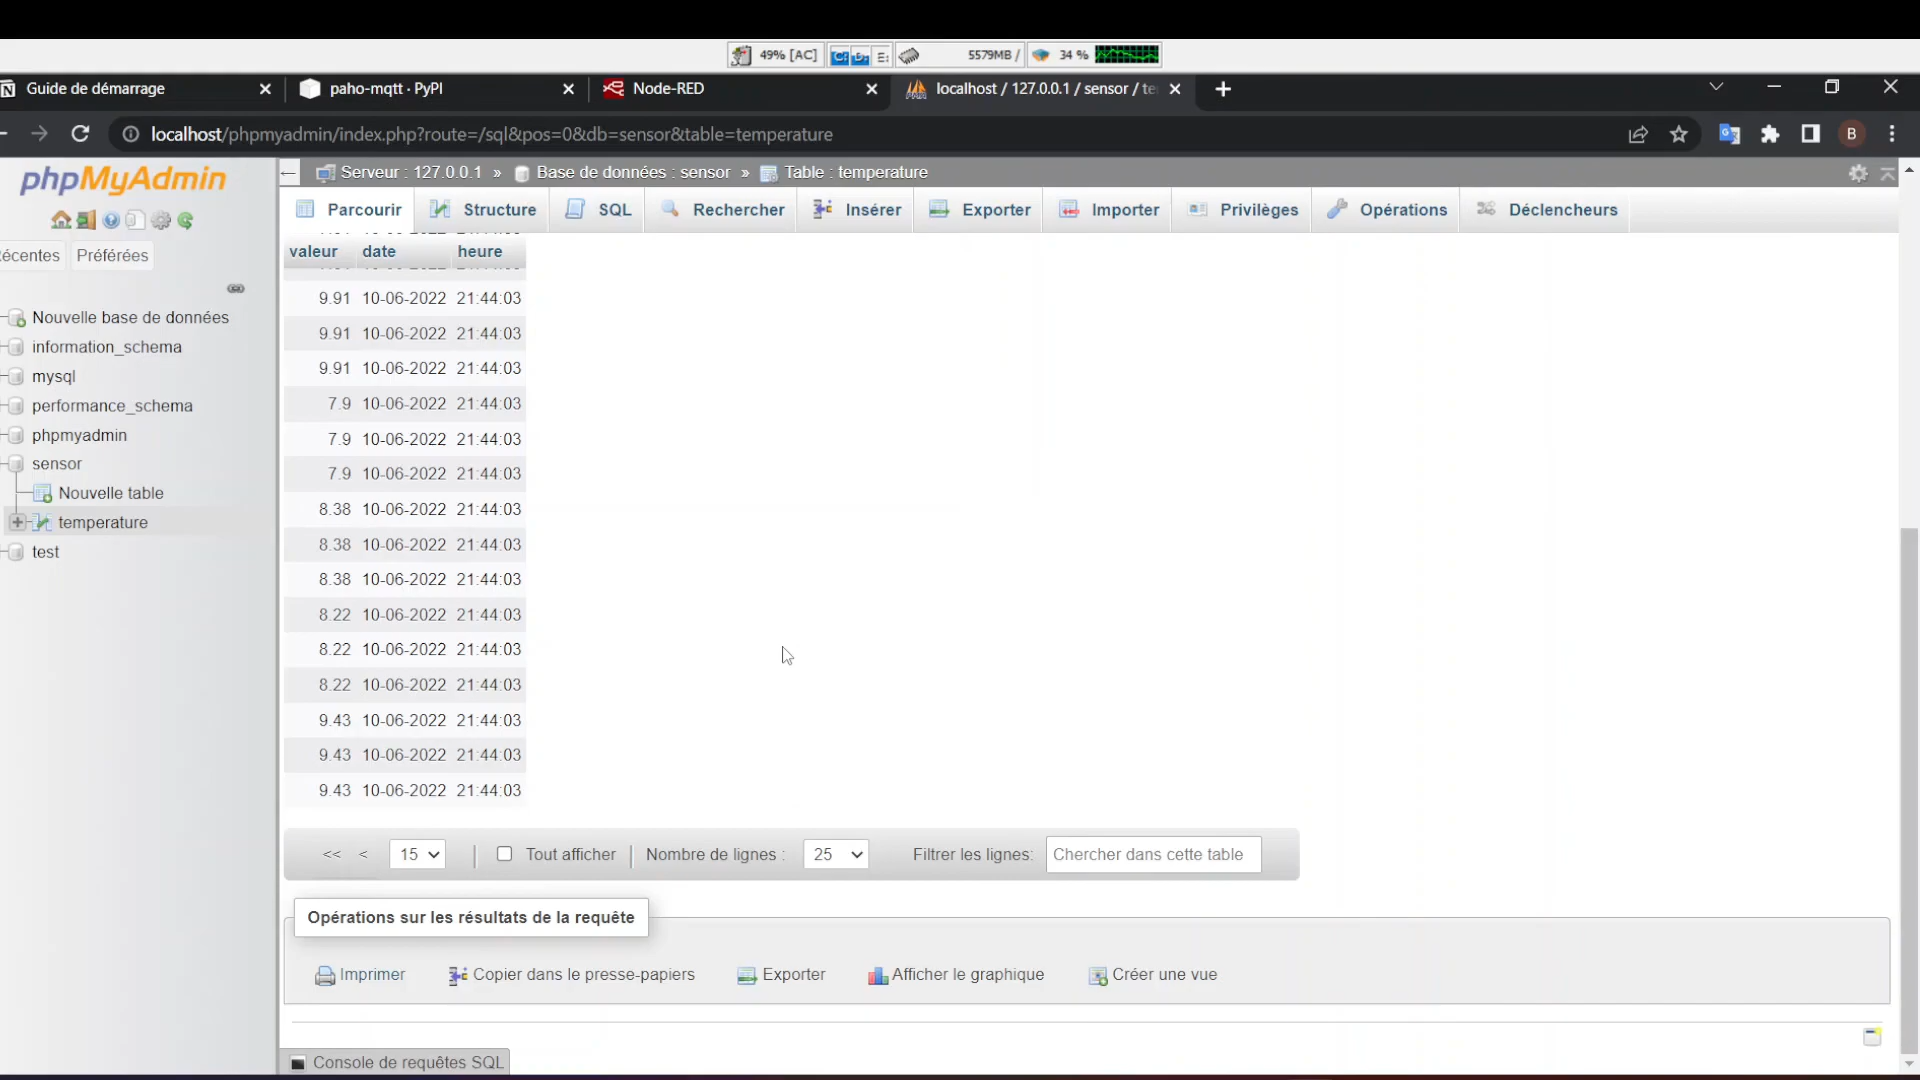 49% [AC] C: D: E: 5579MB / 34 %
Guide de démarrage
paho-mqtt · PyPI
Node-RED
localhost / 127.0.0.1 / sensor / te
localhost/phpmyadmin/index.php?route=/sql&pos=0&db=sensor&table=temperature
B
phpMyAdmin
Serveur : 127.0.0.1 » Base de données : sensor » Table : temperature
Parcourir Structure SQL Rechercher Insérer Exporter Importer Privilèges Opérations Déclencheurs
écentes Préférées
Nouvelle base de données
information_schema
mysql
performance_schema
phpmyadmin
sensor
Nouvelle table
temperature
test
valeur date heure
9.91 10-06-2022 21:44:03
9.91 10-06-2022 21:44:03
9.91 10-06-2022 21:44:03
7.9 10-06-2022 21:44:03
7.9 10-06-2022 21:44:03
7.9 10-06-2022 21:44:03
8.38 10-06-2022 21:44:03
8.38 10-06-2022 21:44:03
8.38 10-06-2022 21:44:03
8.22 10-06-2022 21:44:03
8.22 10-06-2022 21:44:03
8.22 10-06-2022 21:44:03
9.43 10-06-2022 21:44:03
9.43 10-06-2022 21:44:03
9.43 10-06-2022 21:44:03
<< < 15 Tout afficher Nombre de lignes : 25 Filtrer les lignes: Chercher dans cette table
Opérations sur les résultats de la requête
Imprimer Copier dans le presse-papiers Exporter Afficher le graphique Créer une vue
Console de requêtes SQL